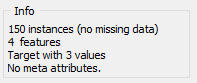 Info
150 instances (no missing data)
4 features
Target with 3 values
No meta attributes.